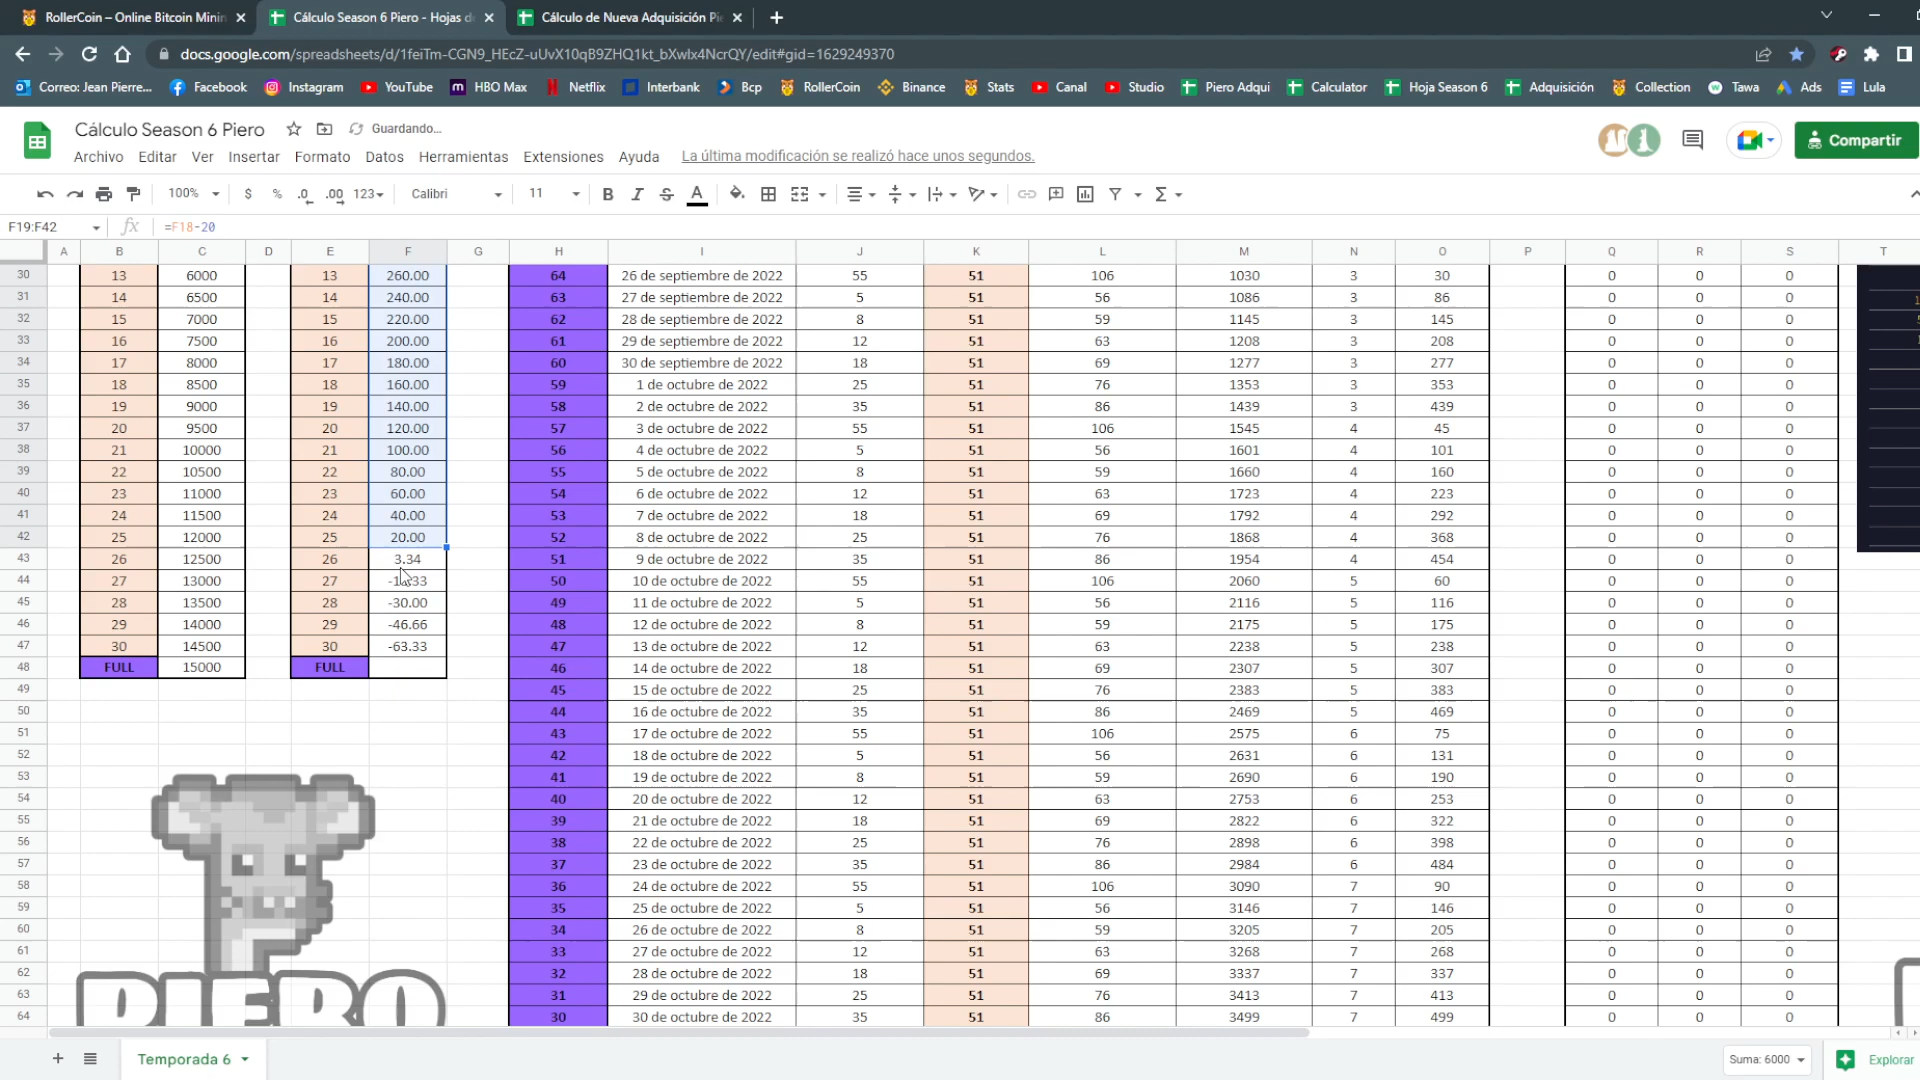 RollerCoin – Online Bitcoin Minin
Cálculo Season 6 Piero - Hojas d
Cálculo de Nueva Adquisición Pi
docs.google.com/spreadsheets/d/1feiTm-CGN9_HEcZ-uUvX10qB9ZHQ1kt_bXwlx4NcrQY/edit#gid=1629249370
Correo: Jean Pierre... Facebook Instagram YouTube HBO Max Netflix Interbank Bcp RollerCoin Binance Stats Canal Studio Piero Adqui Calculator Hoja Season 6 Adquisición Collection Tawa Ads Lula
Cálculo Season 6 Piero Guardando...
Compartir
Archivo Editar Ver Insertar Formato Datos Herramientas Extensiones Ayuda La última modificación se realizó hace unos segundos.
100% $ % .0 .00 123 Calibri 11 B I S A Σ
F19:F42 fx =F18-20
A B C D E F G H I J K L M N O P Q R S T
30 13 6000 13 260.00 64 26 de septiembre de 2022 55 51 106 1030 3 30 0 0 0
31 14 6500 14 240.00 63 27 de septiembre de 2022 5 51 56 1086 3 86 0 0 0
32 15 7000 15 220.00 62 28 de septiembre de 2022 8 51 59 1145 3 145 0 0 0
33 16 7500 16 200.00 61 29 de septiembre de 2022 12 51 63 1208 3 208 0 0 0
34 17 8000 17 180.00 60 30 de septiembre de 2022 18 51 69 1277 3 277 0 0 0
35 18 8500 18 160.00 59 1 de octubre de 2022 25 51 76 1353 3 353 0 0 0
36 19 9000 19 140.00 58 2 de octubre de 2022 35 51 86 1439 3 439 0 0 0
37 20 9500 20 120.00 57 3 de octubre de 2022 55 51 106 1545 4 45 0 0 0
38 21 10000 21 100.00 56 4 de octubre de 2022 5 51 56 1601 4 101 0 0 0
39 22 10500 22 80.00 55 5 de octubre de 2022 8 51 59 1660 4 160 0 0 0
40 23 11000 23 60.00 54 6 de octubre de 2022 12 51 63 1723 4 223 0 0 0
41 24 11500 24 40.00 53 7 de octubre de 2022 18 51 69 1792 4 292 0 0 0
42 25 12000 25 20.00 52 8 de octubre de 2022 25 51 76 1868 4 368 0 0 0
43 26 12500 26 3.34 51 9 de octubre de 2022 35 51 86 1954 4 454 0 0 0
44 27 13000 27 50 10 de octubre de 2022 55 51 106 2060 5 60 0 0 0
45 28 13500 28 -30.00 49 11 de octubre de 2022 5 51 56 2116 5 116 0 0 0
46 29 14000 29 -46.66 48 12 de octubre de 2022 8 51 59 2175 5 175 0 0 0
47 30 14500 30 -63.33 47 13 de octubre de 2022 12 51 63 2238 5 238 0 0 0
48 FULL 15000 FULL 46 14 de octubre de 2022 18 51 69 2307 5 307 0 0 0
49 45 15 de octubre de 2022 25 51 76 2383 5 383 0 0 0
50 44 16 de octubre de 2022 35 51 86 2469 5 469 0 0 0
51 43 17 de octubre de 2022 55 51 106 2575 6 75 0 0 0
52 42 18 de octubre de 2022 5 51 56 2631 6 131 0 0 0
53 41 19 de octubre de 2022 8 51 59 2690 6 190 0 0 0
54 40 20 de octubre de 2022 12 51 63 2753 6 253 0 0 0
55 39 21 de octubre de 2022 18 51 69 2822 6 322 0 0 0
56 38 22 de octubre de 2022 25 51 76 2898 6 398 0 0 0
57 37 23 de octubre de 2022 35 51 86 2984 6 484 0 0 0
58 36 24 de octubre de 2022 55 51 106 3090 7 90 0 0 0
59 35 25 de octubre de 2022 5 51 56 3146 7 146 0 0 0
60 34 26 de octubre de 2022 8 51 59 3205 7 205 0 0 0
61 33 27 de octubre de 2022 12 51 63 3268 7 268 0 0 0
62 32 28 de octubre de 2022 18 51 69 3337 7 337 0 0 0
63 31 29 de octubre de 2022 25 51 76 3413 7 413 0 0 0
64 30 30 de octubre de 2022 35 51 86 3499 7 499 0 0 0
PIERO
Temporada 6
Suma: 6000
Explorar